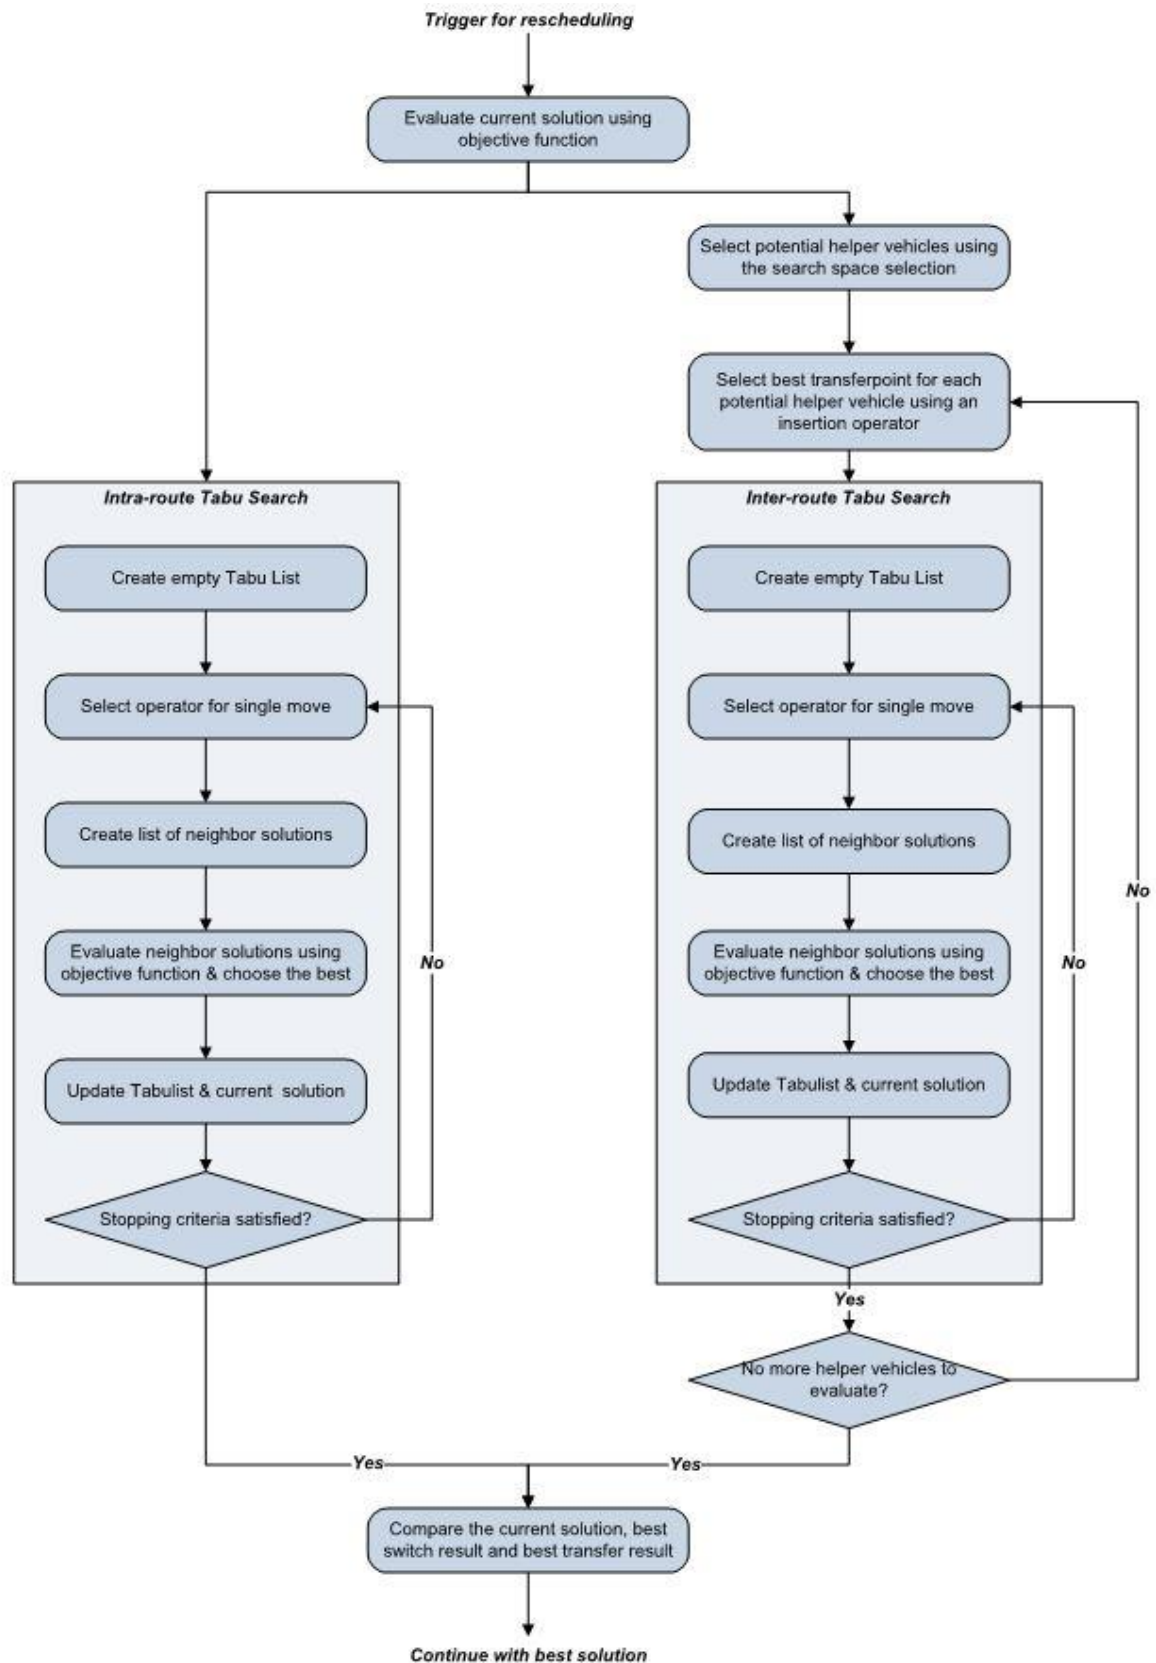 Trigger for rescheduling
Evaluate current solution using
objective function
Select potential helper vehicles using
the search space selection
Select best transferpoint for each
potential helper vehicle using an
insertion operator
Intra-route Tabu Search
Create empty Tabu List
Select operator for single move
Create list of neighbor solutions
Evaluate neighbor solutions using
objective function & choose the best
No
Update Tabulist & current solution
Stopping criteria satisfied?
Inter-route Tabu Search
Create empty Tabu List
Select operator for single move
Create list of neighbor solutions
No
Evaluate neighbor solutions using
objective function & choose the best
No
Update Tabulist & current solution
Stopping criteria satisfied?
Yes
No more helper vehicles to
evaluate?
Yes
Yes
Compare the current solution, best
switch result and best transfer result
Continue with best solution